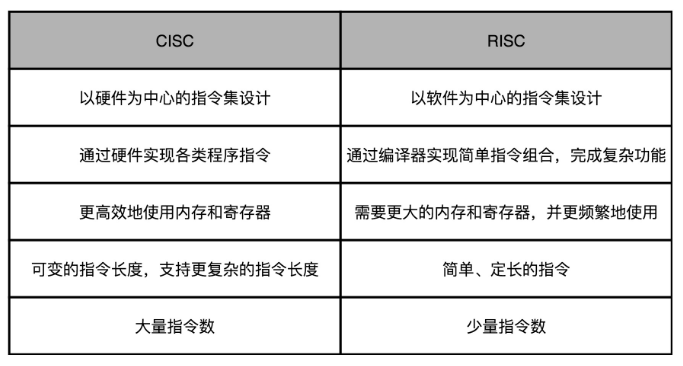 CISC
RISC
以硬件为中心的指令集设计
以软件为中心的指令集设计
通过硬件实现各类程序指令
通过编译器实现简单指令组合，完成复杂功能
更高效地使用内存和寄存器
需要更大的内存和寄存器，并更频繁地使用
可变的指令长度，支持更复杂的指令长度
简单、定长的指令
大量指令数
少量指令数